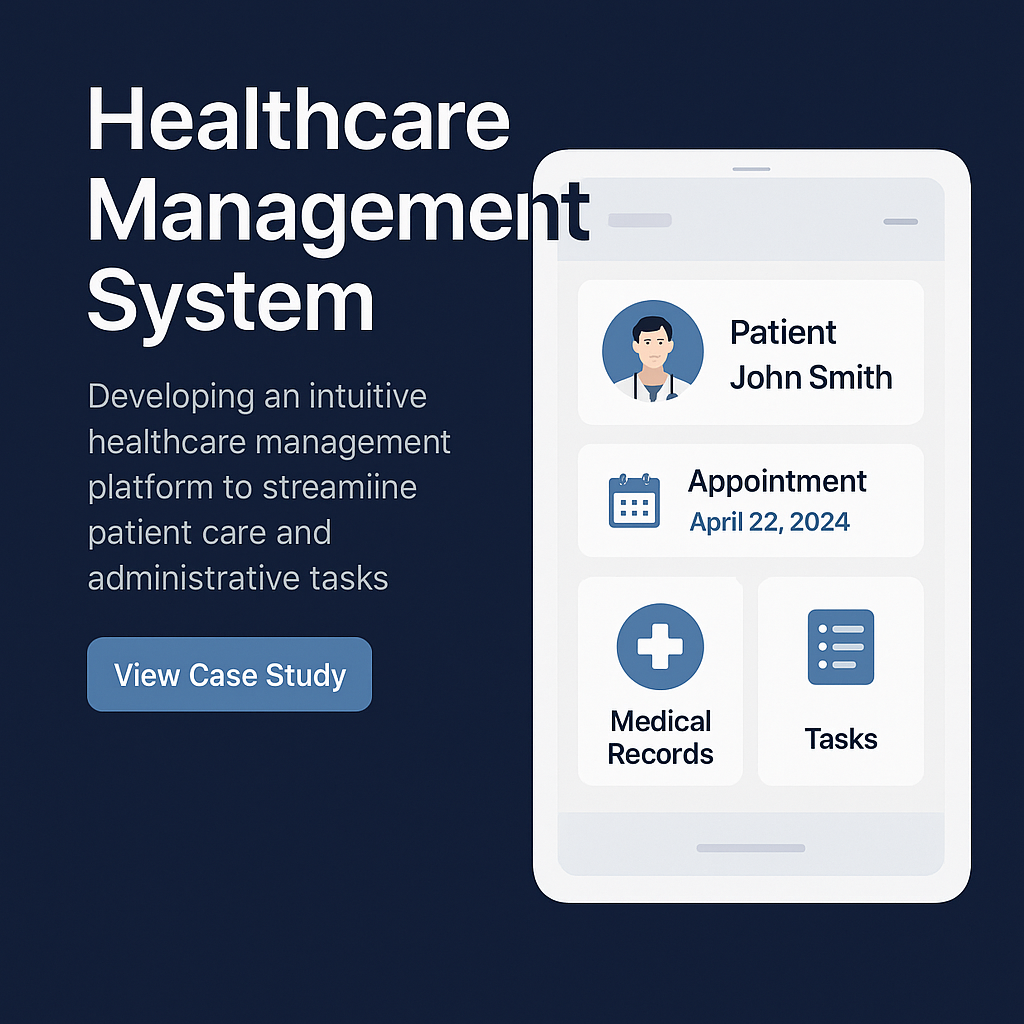 Healthcare
Management
System
Developing an intuitive
healthcare management
platform to streamiine
patient care and
administrative tasks
View Case Study
Patient
John Smith
Appointment
April 22, 2024
Medical
Records
Tasks